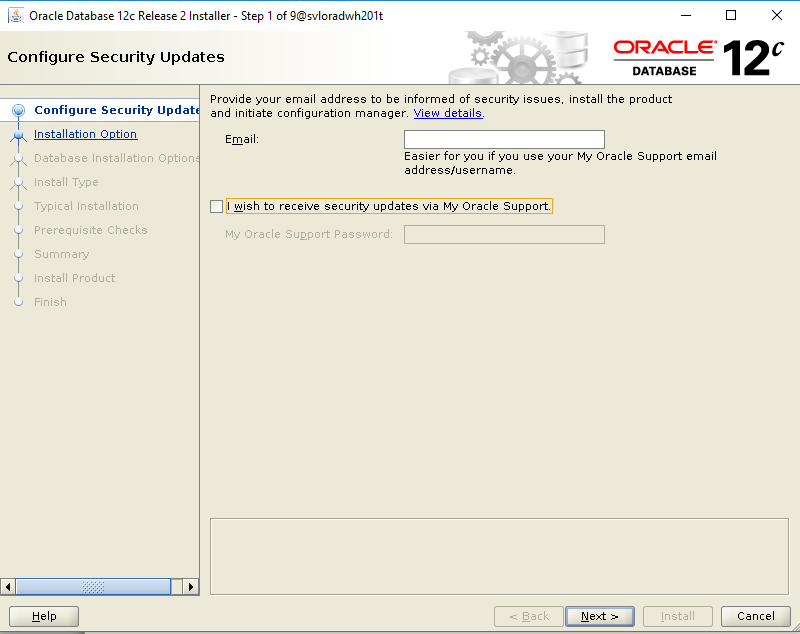 Oracle Database 12c Release 2 Installer - Step 1 of 9@svloradwh201t
Configure Security Updates
ORACLE
DATABASE
12c
Configure Security Update
Installation Option
Database Installation Options
Install Type
Typical Installation
Prerequisite Checks
Summary
Install Product
Finish
Provide your email address to be informed of security issues, install the product
and initiate configuration manager. View details.
Email:
Easier for you if you use your My Oracle Support email
address/username.
I wish to receive security updates via My Oracle Support.
My Oracle Support Password:
Help
< Back
Next >
Install
Cancel